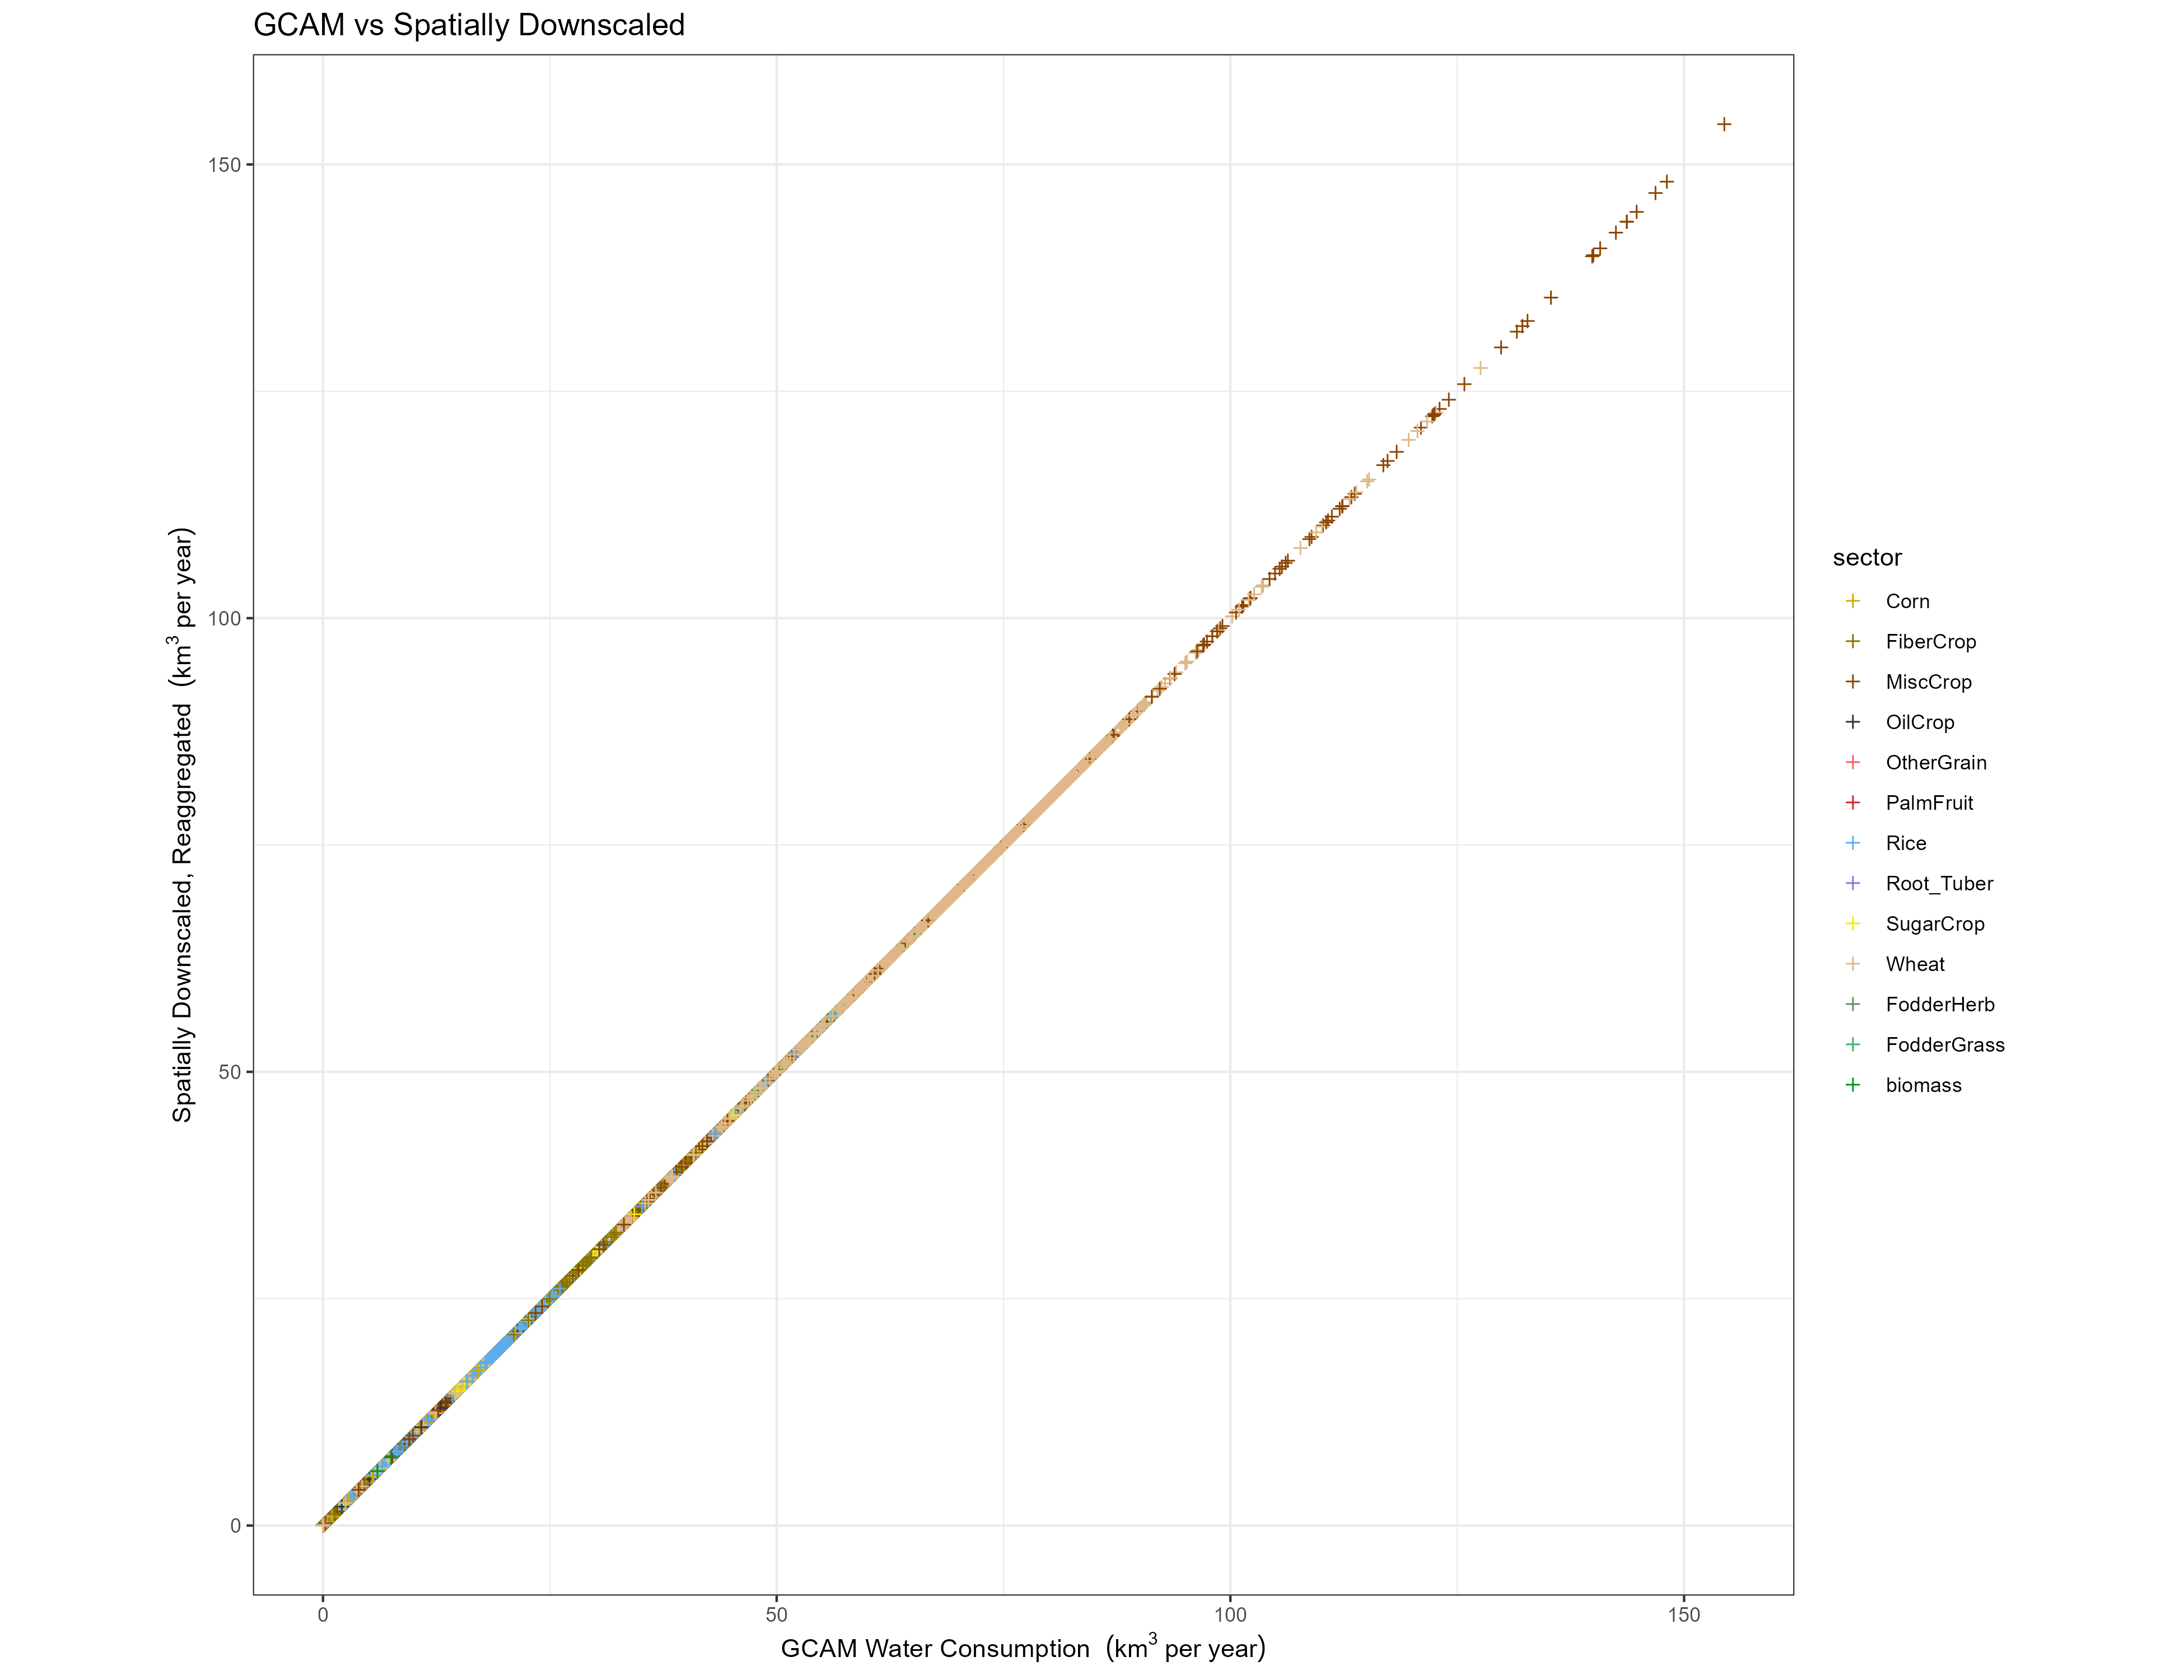 GCAM vs Spatially Downscaled
150
100
50
0
Spatially Downscaled, Reaggregated (km³ per year)
0 50 100 150
GCAM Water Consumption (km³ per year)
sector
Corn
FiberCrop
MiscCrop
OilCrop
OtherGrain
PalmFruit
Rice
Root_Tuber
SugarCrop
Wheat
FodderHerb
FodderGrass
biomass